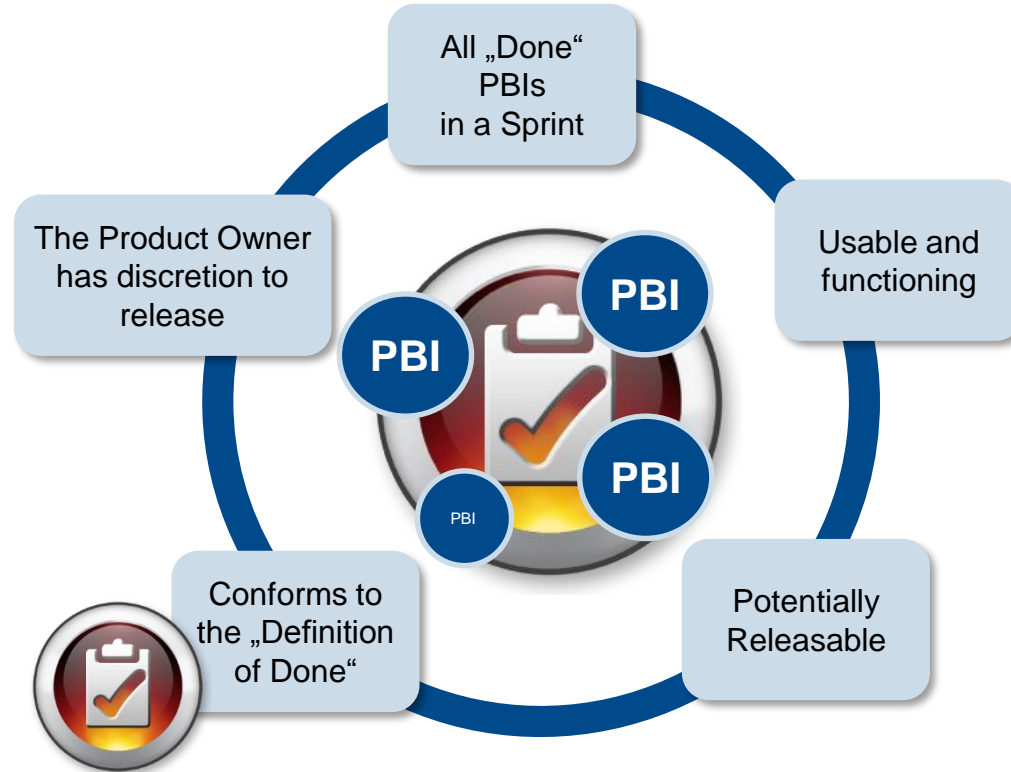 All „Done“
PBIs
in a Sprint
The Product Owner
has discretion to
release
Usable and
functioning
PBI
PBI
PBI
PBI
Conforms to
the „Definition
of Done“
Potentially
Releasable